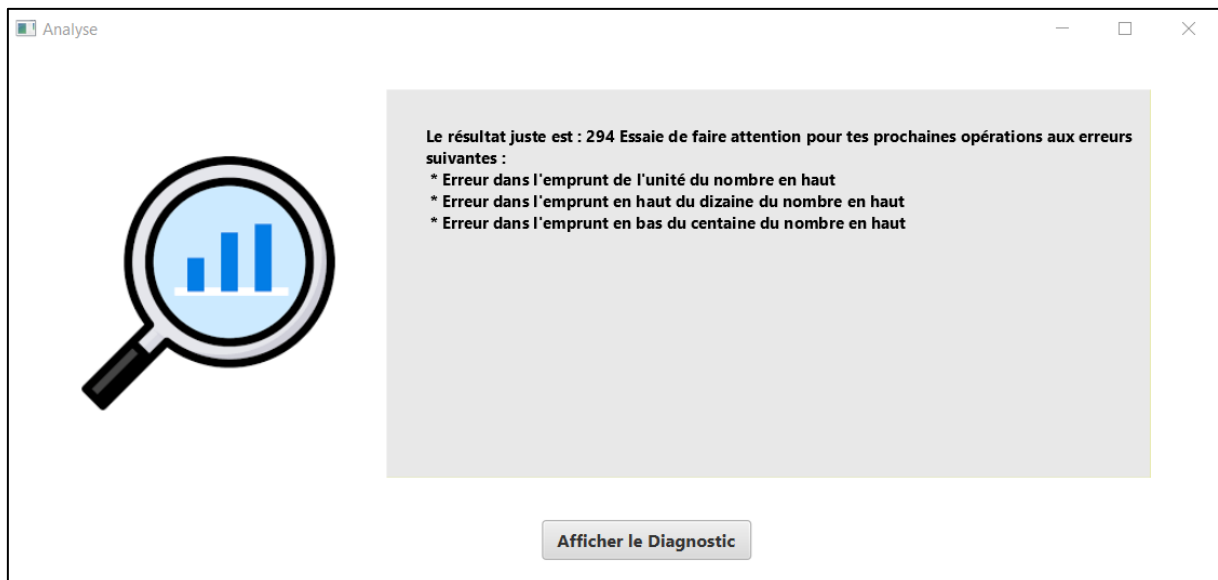 Analyse
Le résultat juste est : 294 Essaie de faire attention pour tes prochaines opérations aux erreurs
suivantes :
* Erreur dans l'emprunt de l'unité du nombre en haut
* Erreur dans l'emprunt en haut du dizaine du nombre en haut
* Erreur dans l'emprunt en bas du centaine du nombre en haut
Afficher le Diagnostic